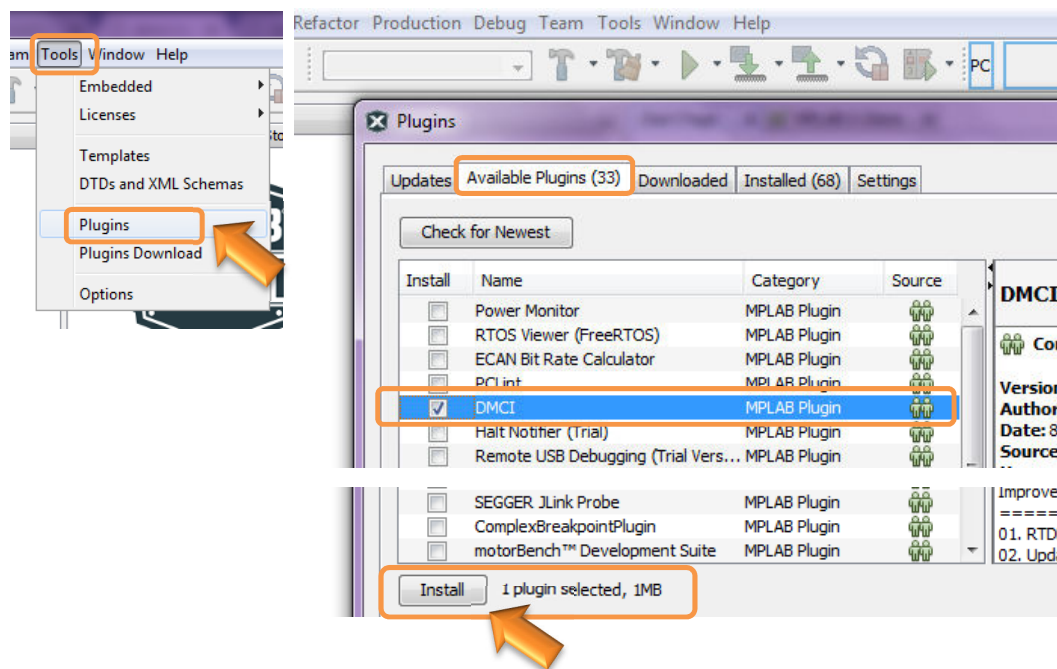 am Tools Window Help
Embedded
Licenses
Templates
DTDs and XML Schemas
Plugins
Plugins Download
Options
Refactor Production Debug Team Tools Window Help
PC
Plugins
Updates Available Plugins (33) Downloaded Installed (68) Settings
Check for Newest
Install Name Category Source
Power Monitor MPLAB Plugin
RTOS Viewer (FreeRTOS) MPLAB Plugin
ECAN Bit Rate Calculator MPLAB Plugin
PCLint MPLAB Plugin
DMCI MPLAB Plugin
Halt Notifier (Trial) MPLAB Plugin
Remote USB Debugging (Trial Vers... MPLAB Plugin
SEGGER JLink Probe MPLAB Plugin
ComplexBreakpointPlugin MPLAB Plugin
motorBench™ Development Suite MPLAB Plugin
Install 1 plugin selected, 1MB
DMCI
Co
Version
Author
Date: 8
Source
Improve
=====
01. RTD
02. Upda